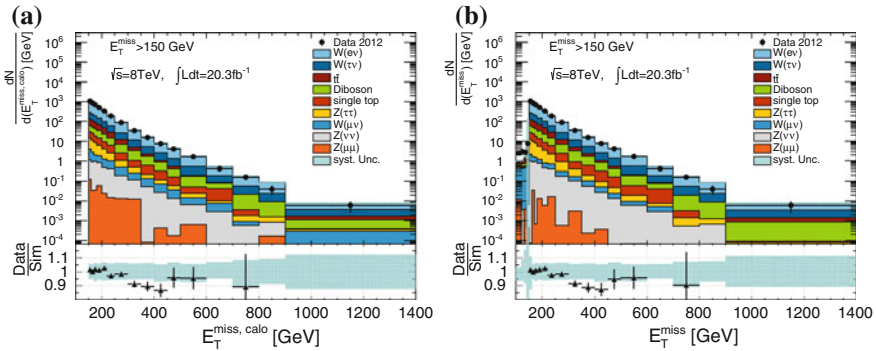 (a)
dN
d(E_T^miss, calo) [GeV]
10^6
10^5
10^4
10^3
10^2
10
1
10^-1
10^-2
10^-3
10^-4
E_T^miss>150 GeV
√s=8TeV, ∫Ldt=20.3fb^-1
Data 2012
W(eν)
W(τν)
tt̄
Diboson
single top
Z(ττ)
W(μν)
Z(νν)
Z(μμ)
syst. Unc.
Data
Sim
1.1
1
0.9
200 400 600 800 1000 1200 1400
E_T^miss, calo [GeV]
(b)
dN
d(E_T^miss) [GeV]
10^6
10^5
10^4
10^3
10^2
10
1
10^-1
10^-2
10^-3
10^-4
E_T^miss>150 GeV
√s=8TeV, ∫Ldt=20.3fb^-1
Data 2012
W(eν)
W(τν)
tt̄
Diboson
single top
Z(ττ)
W(μν)
Z(νν)
Z(μμ)
syst. Unc.
Data
Sim
1.1
1
0.9
200 400 600 800 1000 1200 1400
E_T^miss [GeV]